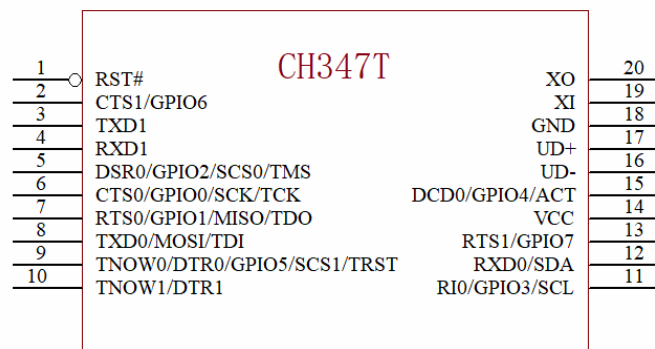 CH347T
1 RST# XO 20
2 CTS1/GPIO6 XI 19
3 TXD1 GND 18
4 RXD1 UD+ 17
5 DSR0/GPIO2/SCS0/TMS UD- 16
6 CTS0/GPIO0/SCK/TCK DCD0/GPIO4/ACT 15
7 RTS0/GPIO1/MISO/TDO VCC 14
8 TXD0/MOSI/TDI RTS1/GPIO7 13
9 TNOW0/DTR0/GPIO5/SCS1/TRST RXD0/SDA 12
10 TNOW1/DTR1 RI0/GPIO3/SCL 11